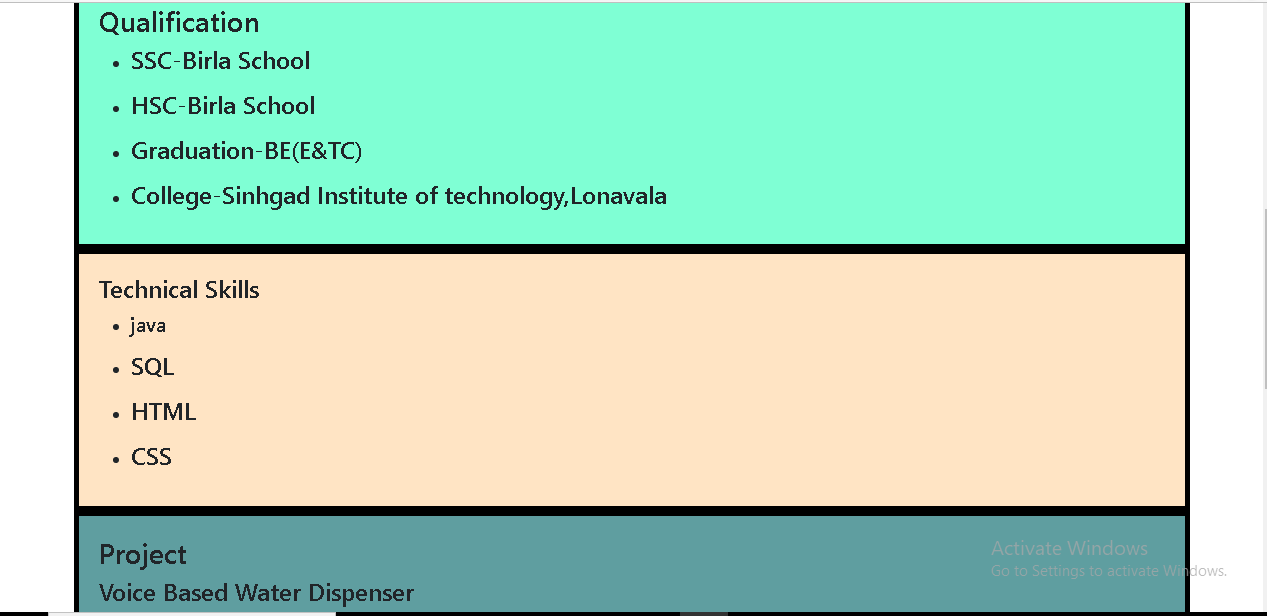 Qualification
SSC-Birla School
HSC-Birla School
Graduation-BE(E&TC)
College-Sinhgad Institute of technology,Lonavala
Technical Skills
java
SQL
HTML
CSS
Project
Voice Based Water Dispenser
Activate Windows
Go to Settings to activate Windows.